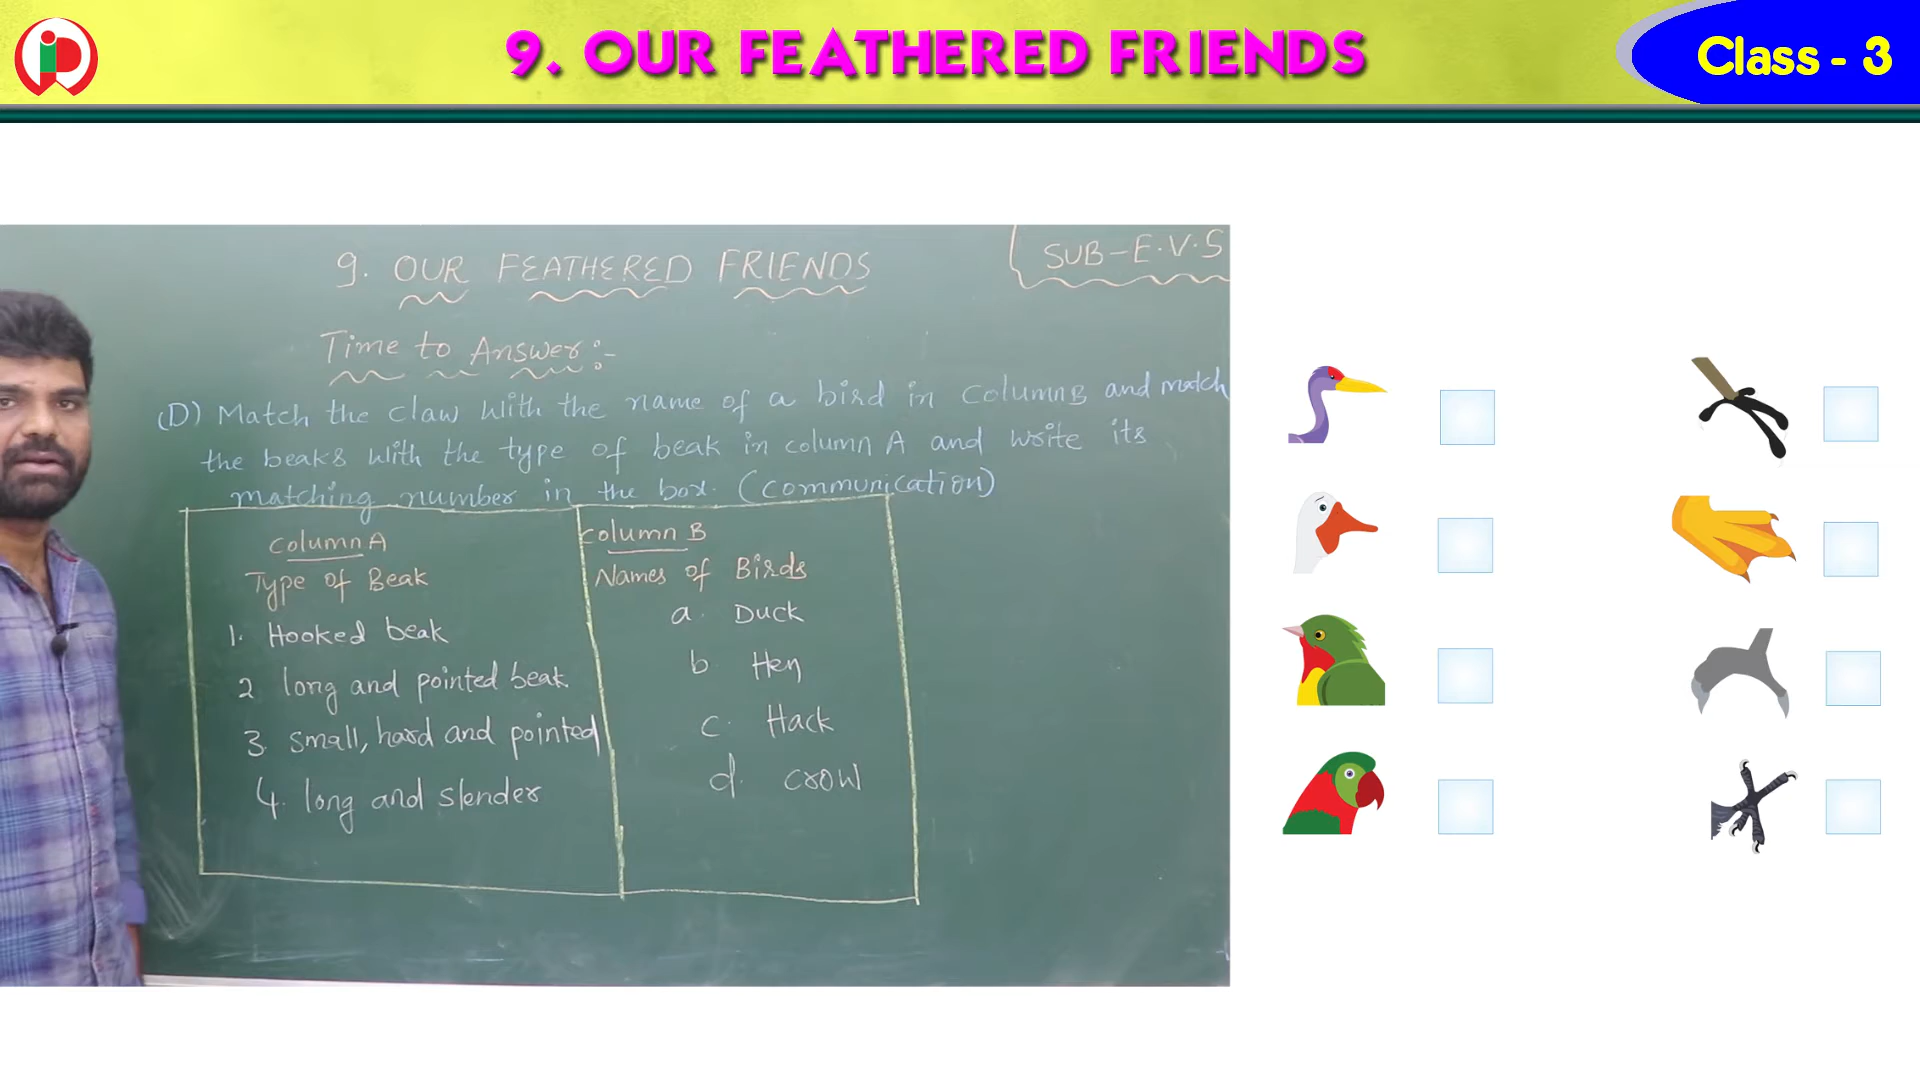 9. OUR FEATHERED FRIENDS
Class - 3
9. OUR FEATHERED FRIENDS
SUB-E.V.S
Time to Answer:-
(D) Match the claw with the name of a bird in column B and match
the beaks with the type of beak in column A and write its
matching number in the box. (communication)
column A
Type of Beak
1. Hooked beak
2 long and pointed beak.
3. small, hard and pointed
4. long and slender
column B
Names of Birds
a. Duck
b. Hen
c. Hack
d. crow